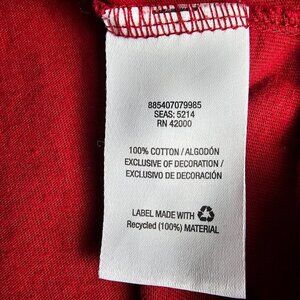 885407079985
SEAS: 5214
RN 42000
100% COTTON / ALGODÓN
EXCLUSIVE OF DECORATION /
EXCLUSIVO DE DECORACIÓN
LABEL MADE WITH
Recycled (100%) MATERIAL